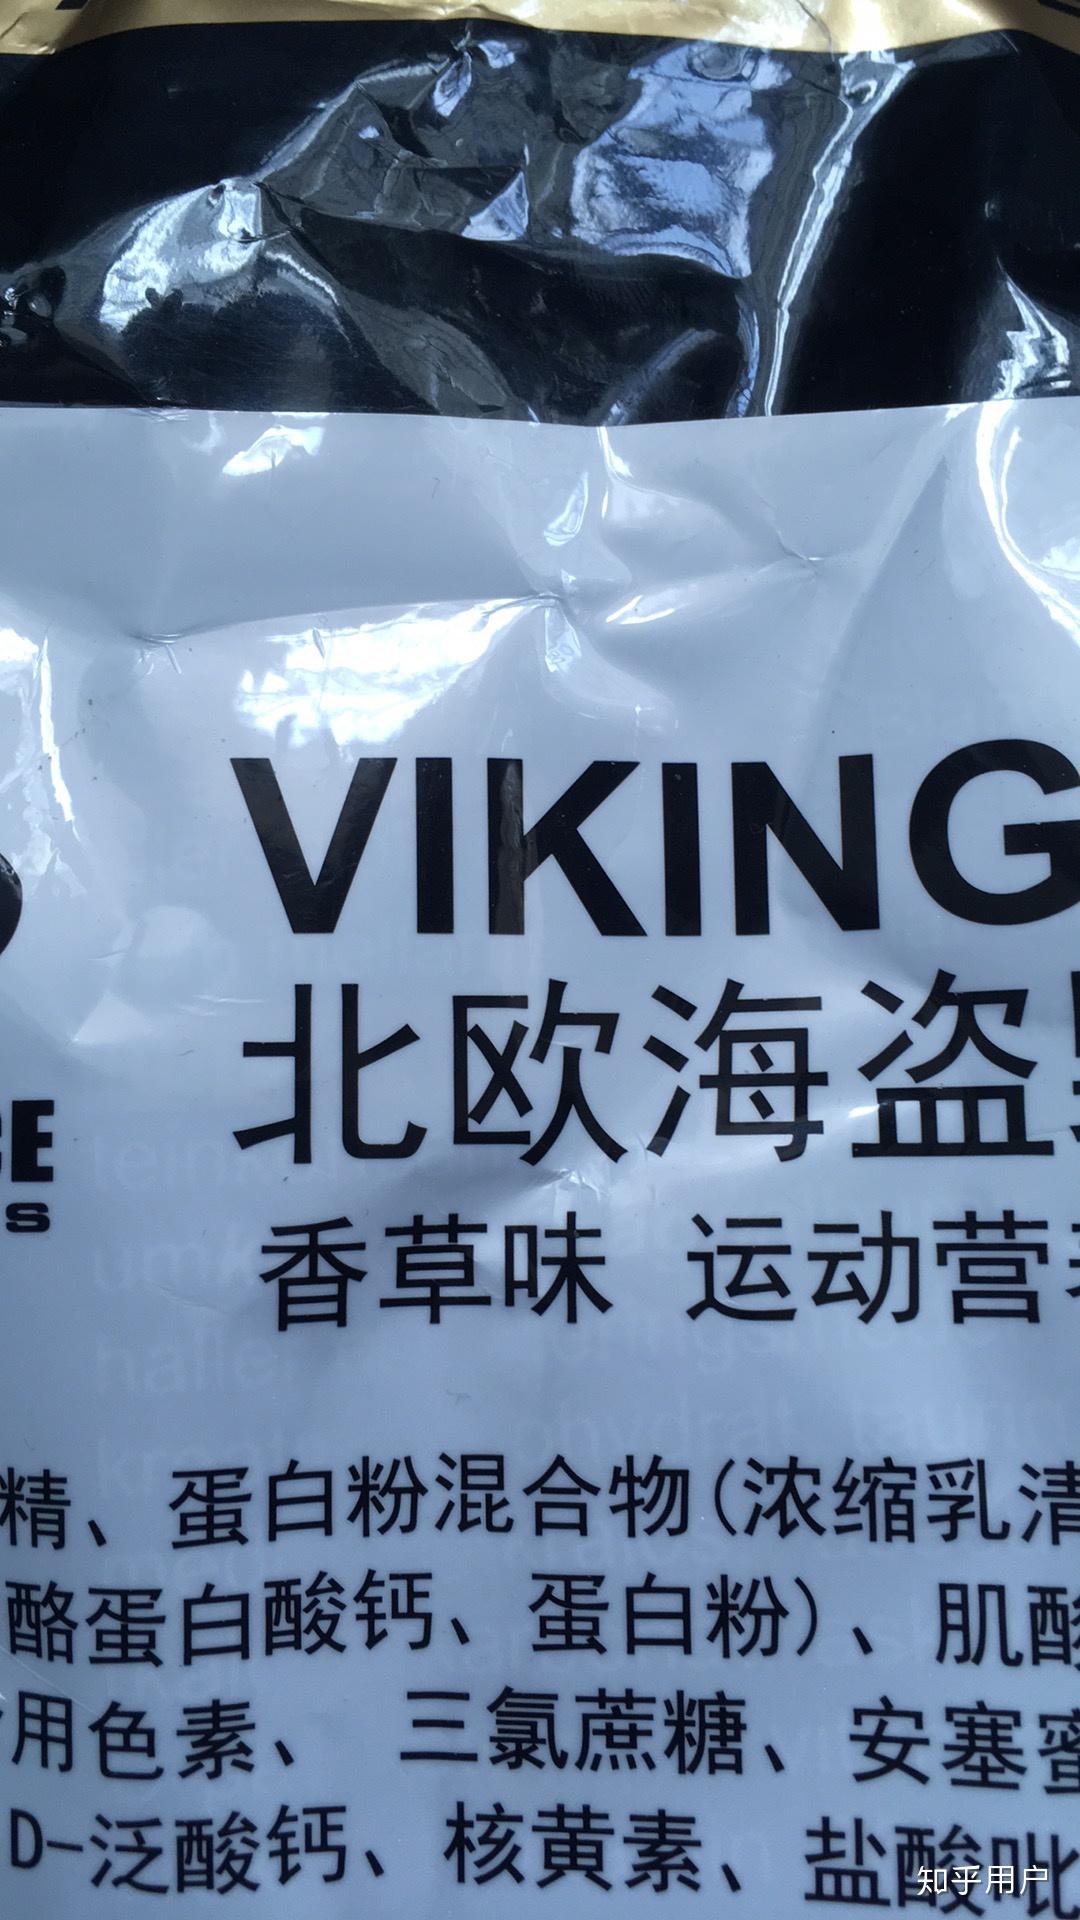 VIKING
北欧海盗
CE
S
香草味 运动营
精、蛋白粉混合物(浓缩乳清
酪蛋白酸钙、蛋白粉)、肌酸
用色素、 三氯蔗糖、安塞蜜
D-泛酸钙、核黄素、盐酸吡
知乎用户